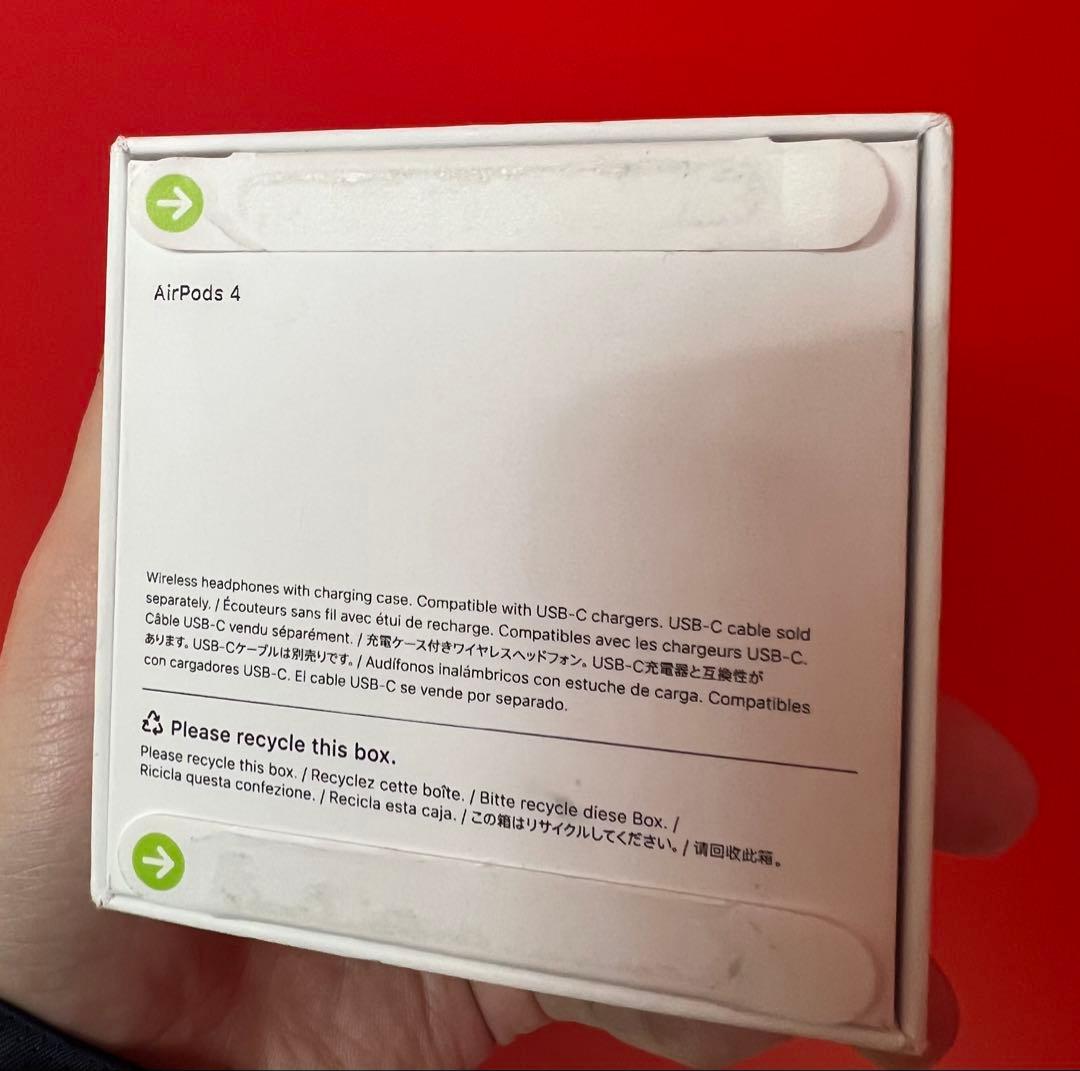 AirPods 4
Wireless headphones with charging case. Compatible with USB-C chargers. USB-C cable sold
separately. / Écouteurs sans fil avec étui de recharge. Compatibles avec les chargeurs USB-C.
Câble USB-C vendu séparément. / 充電ケース付きワイヤレスヘッドフォン。USB-C充電器と互換性が
あります。USB-Cケーブルは別売りです。/ Audífonos inalámbricos con estuche de carga. Compatibles
con cargadores USB-C. El cable USB-C se vende por separado.
Please recycle this box.
Please recycle this box. / Recyclez cette boîte. / Bitte recycle diese Box. /
Ricicla questa confezione. / Recicla esta caja. / この箱はリサイクルしてください。/ 请回收此箱。